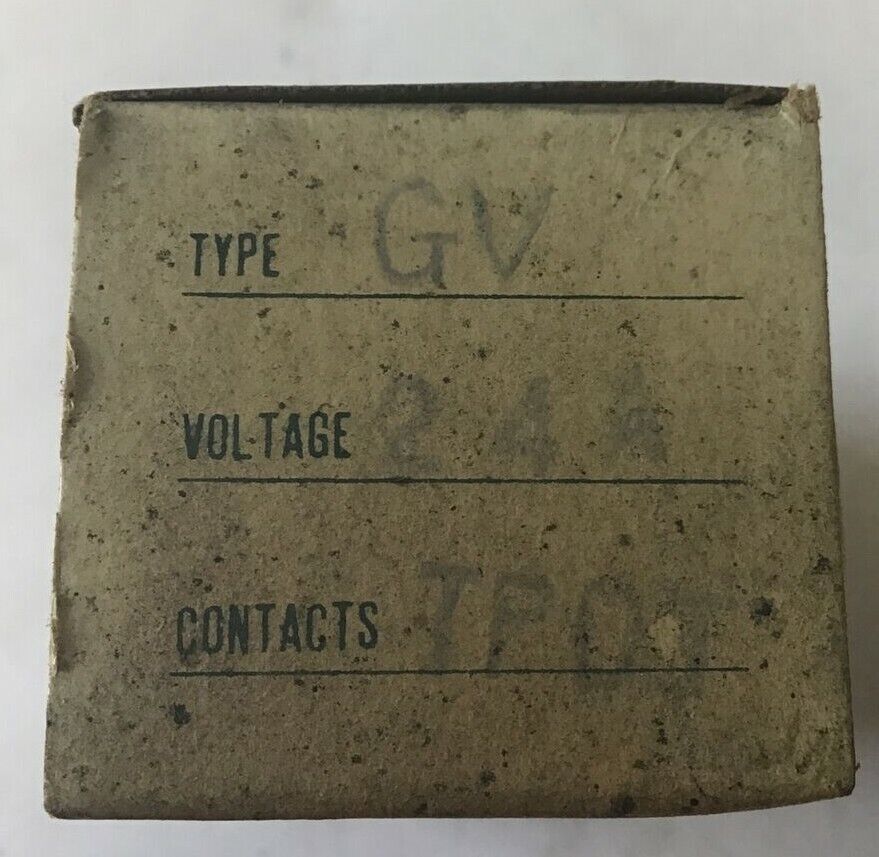 TYPE GV
VOLTAGE 24A
CONTACTS